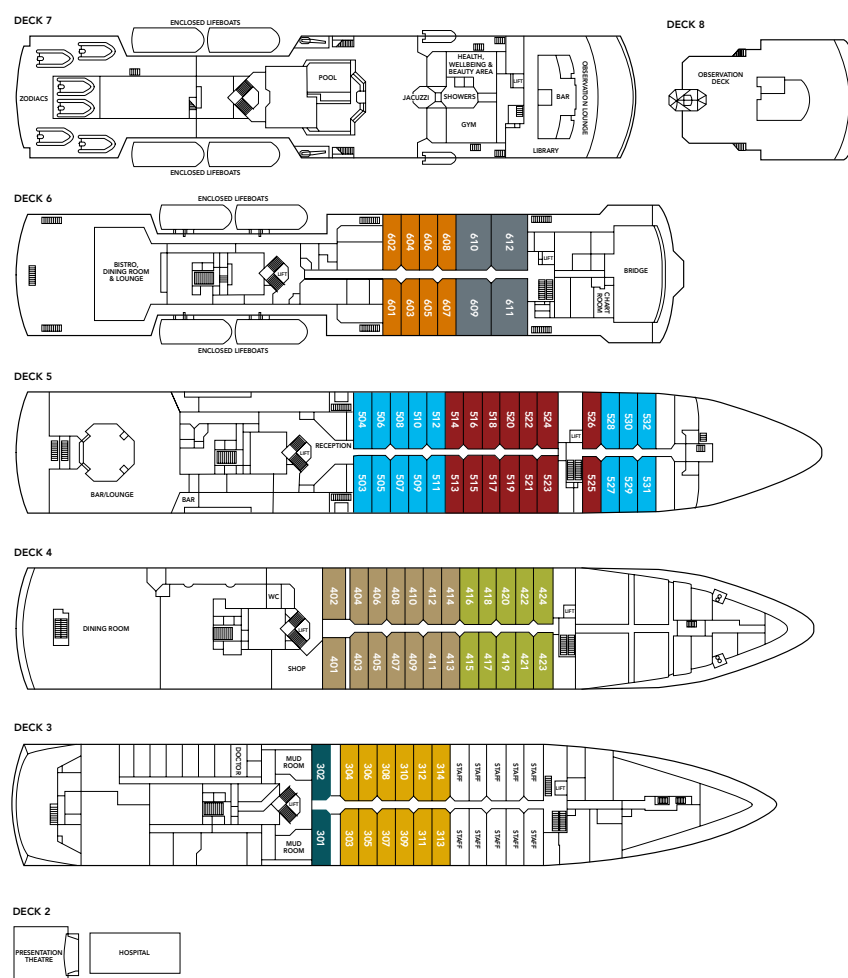 DECK 7
ENCLOSED LIFEBOATS
DECK 8
ZODIACS
POOL
HEALTH,
WELLBEING &
BEAUTY AREA
JACUZZI
SHOWERS
GYM
LIFT
BAR
OBSERVATION LOUNGE
LIBRARY
OBSERVATION
DECK
ENCLOSED LIFEBOATS
DECK 6
ENCLOSED LIFEBOATS
BISTRO,
DINING ROOM
& LOUNGE
LIFT
602 604 606 608 610 612
601 603 605 607 609 611
LIFT
CHART
ROOM
BRIDGE
ENCLOSED LIFEBOATS
DECK 5
BAR/LOUNGE
BAR
LIFT
RECEPTION
504 506 508 510 512 514 516 518 520 522 524
LIFT
526 528 530 532
503 505 507 509 511 513 515 517 519 521 523
525 527 529 531
DECK 4
DINING ROOM
WC
LIFT
SHOP
402 404 406 408 410 412 414 416 418 420 422 424
401 403 405 407 409 411 413 415 417 419 421 423
LIFT
DECK 3
DOCTOR
MUD
ROOM
LIFT
MUD
ROOM
302 304 306 308 310 312 314 STAFF STAFF STAFF STAFF STAFF
301 303 305 307 309 311 313 STAFF STAFF STAFF STAFF STAFF
LIFT
DECK 2
PRESENTATION
THEATRE
HOSPITAL